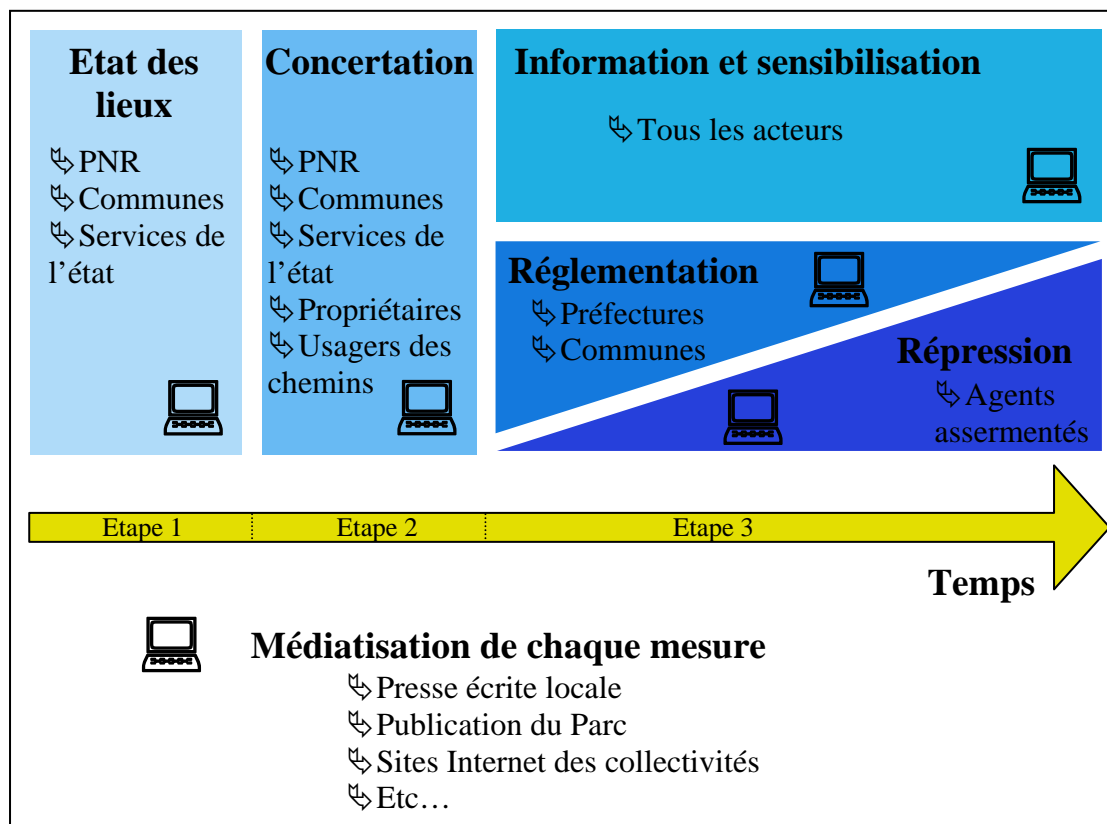 Etat des
lieux
⮱PNR
⮱Communes
⮱Services de
l’état
Concertation
⮱PNR
⮱Communes
⮱Services de
l’état
⮱Propriétaires
⮱Usagers des
chemins
Information et sensibilisation
⮱Tous les acteurs
Réglementation
⮱Préfectures
⮱Communes
Répression
⮱Agents
assermentés
Etape 1
Etape 2
Etape 3
Temps
Médiatisation de chaque mesure
⮱Presse écrite locale
⮱Publication du Parc
⮱Sites Internet des collectivités
⮱Etc…